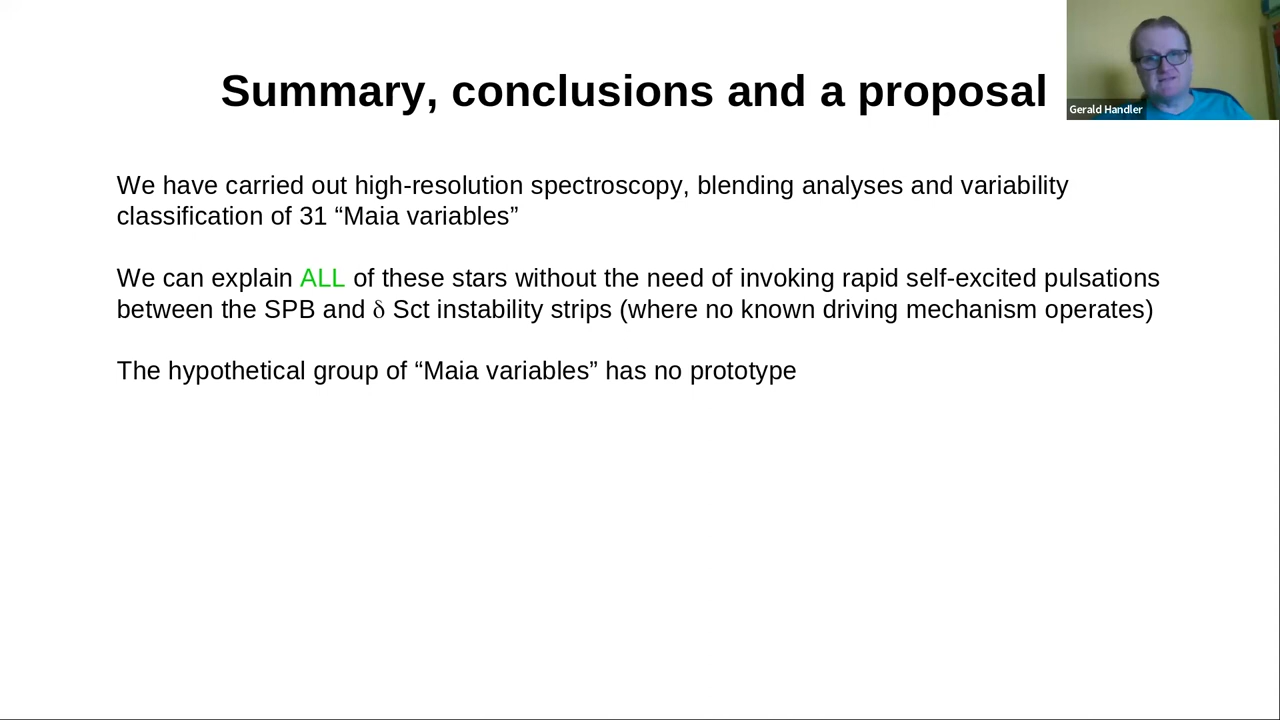 Summary, conclusions and a proposal
Gerald Handler
We have carried out high-resolution spectroscopy, blending analyses and variability
classification of 31 “Maia variables”
We can explain ALL of these stars without the need of invoking rapid self-excited pulsations
between the SPB and δ Sct instability strips (where no known driving mechanism operates)
The hypothetical group of “Maia variables” has no prototype